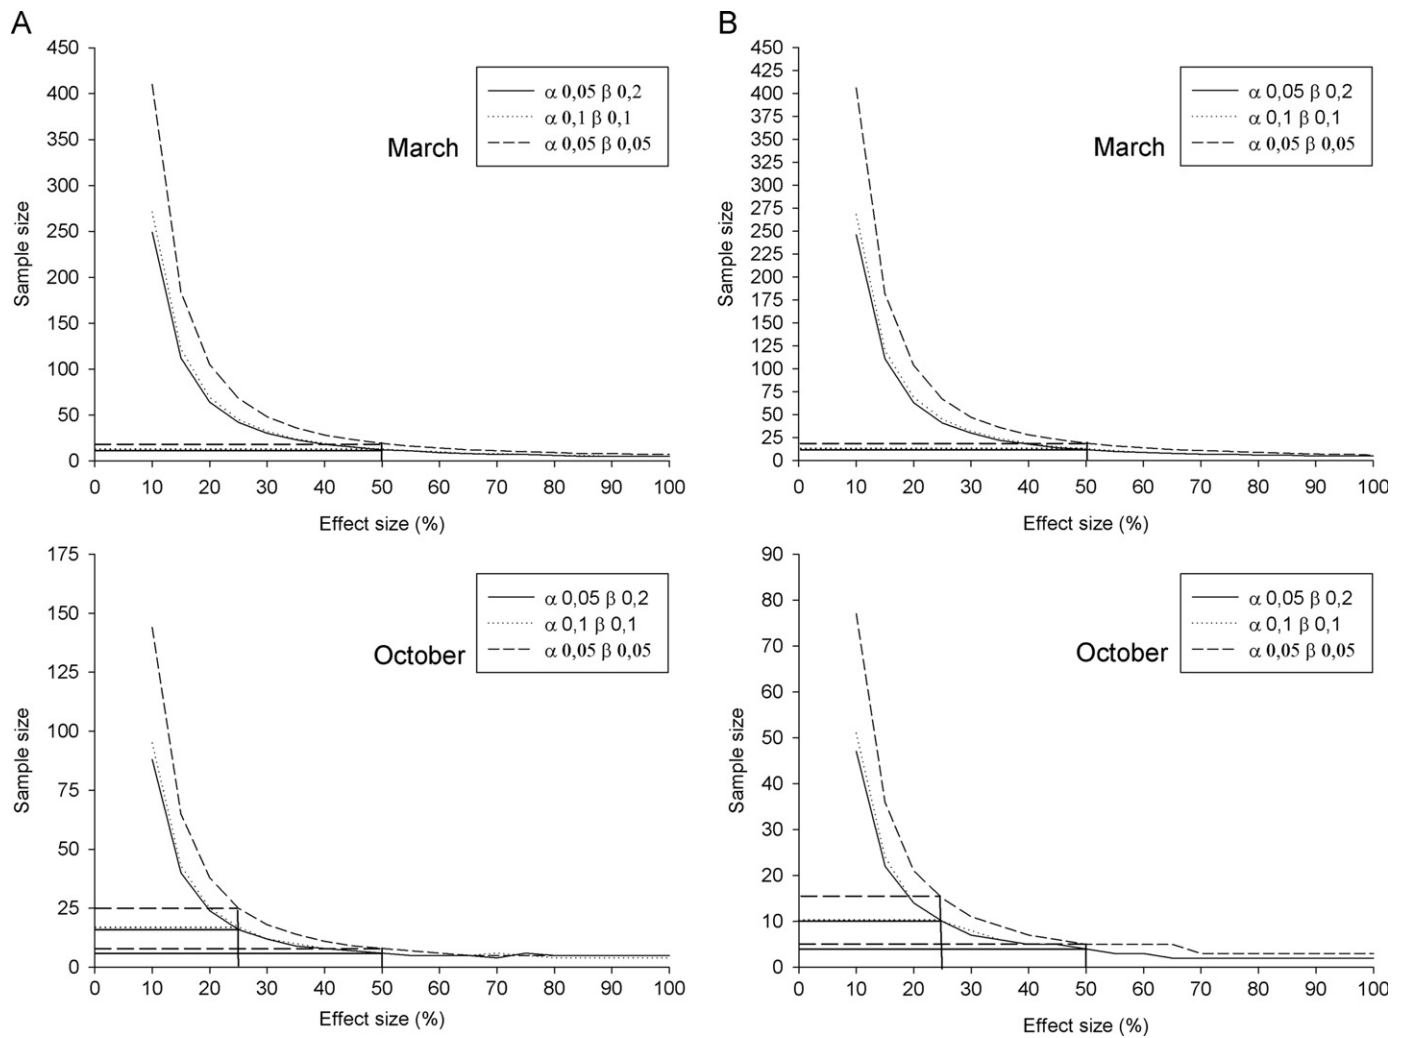 A
450
400
350
300
250
200
150
100
50
0
Sample size
March
α 0,05 β 0,2
α 0,1 β 0,1
α 0,05 β 0,05
0 10 20 30 40 50 60 70 80 90 100
Effect size (%)
B
450
425
400
375
350
325
300
275
250
225
200
175
150
125
100
75
50
25
0
Sample size
March
α 0,05 β 0,2
α 0,1 β 0,1
α 0,05 β 0,05
0 10 20 30 40 50 60 70 80 90 100
Effect size (%)
175
150
125
100
75
50
25
0
Sample size
October
α 0,05 β 0,2
α 0,1 β 0,1
α 0,05 β 0,05
0 10 20 30 40 50 60 70 80 90 100
Effect size (%)
90
80
70
60
50
40
30
20
10
0
Sample size
October
α 0,05 β 0,2
α 0,1 β 0,1
α 0,05 β 0,05
0 10 20 30 40 50 60 70 80 90 100
Effect size (%)